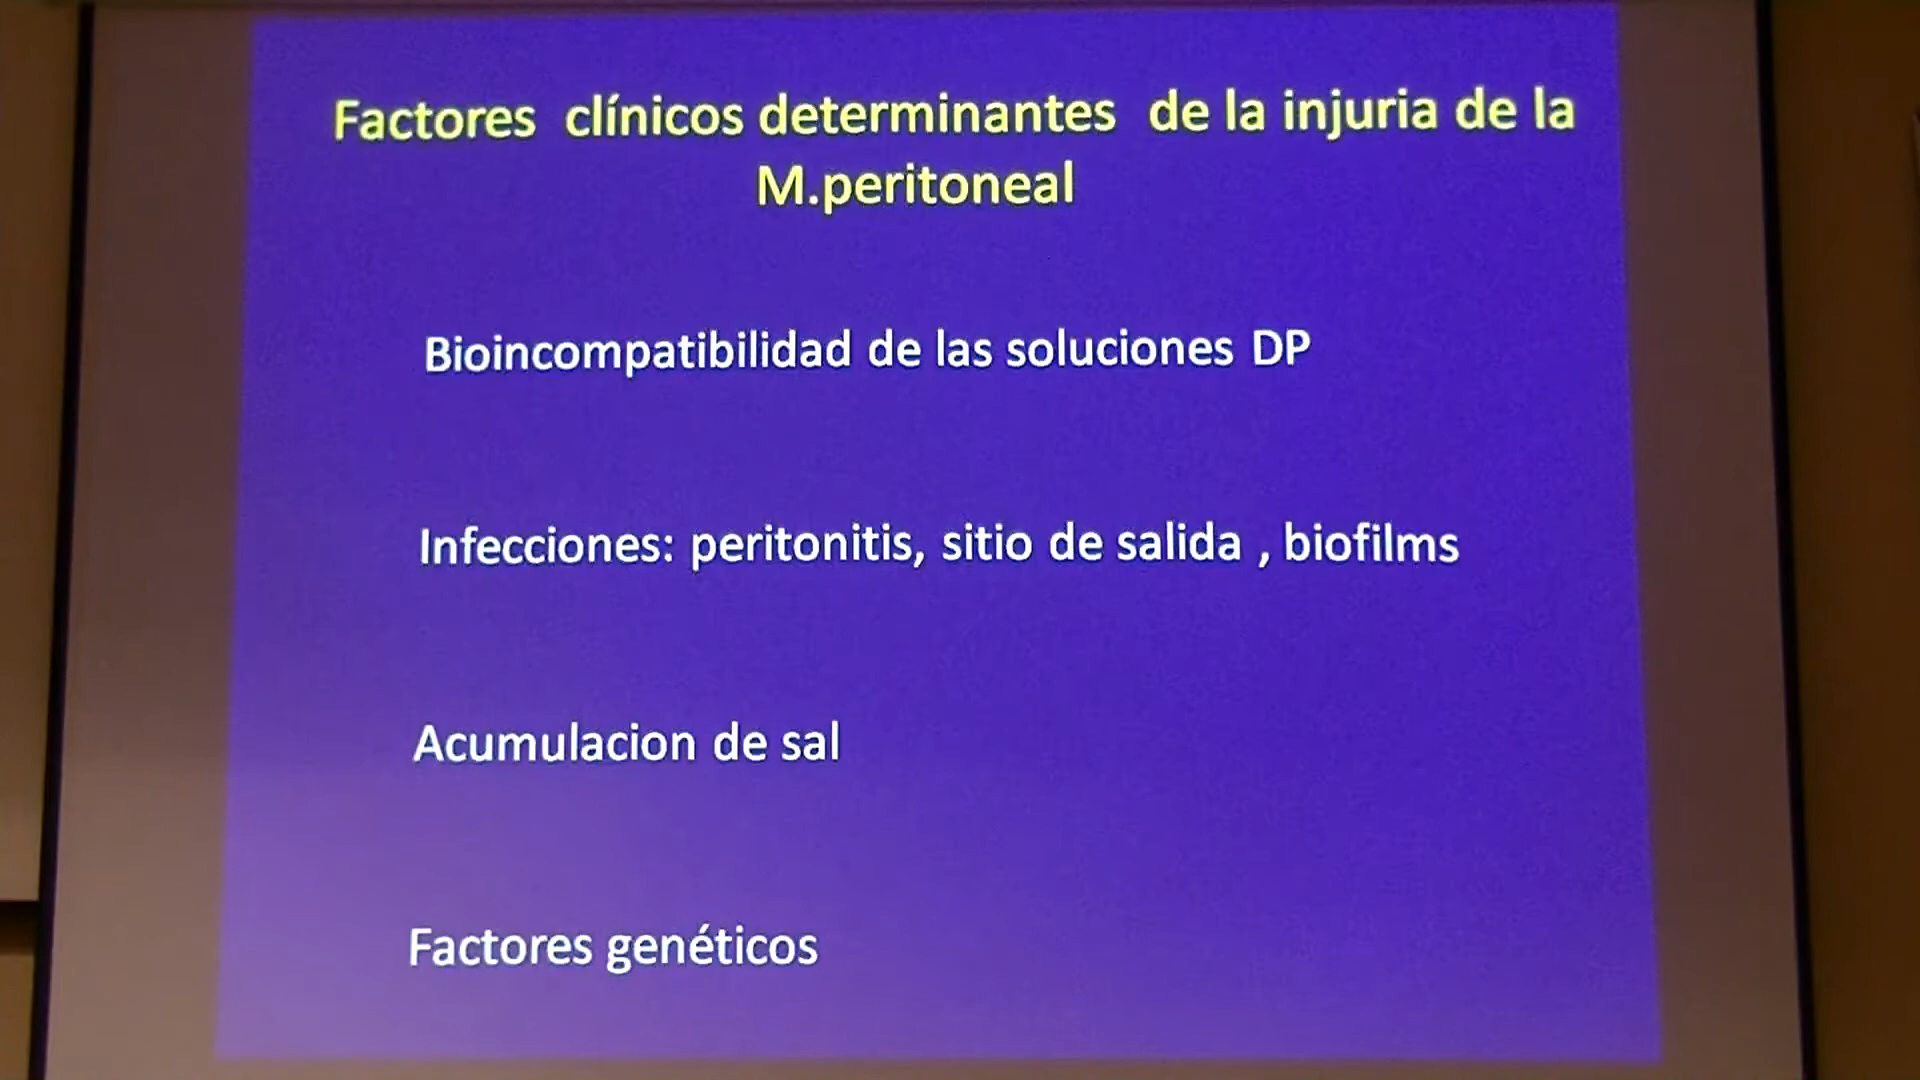 Factores clínicos determinantes de la injuria de la
M.peritoneal
Bioincompatibilidad de las soluciones DP
Infecciones: peritonitis, sitio de salida , biofilms
Acumulacion de sal
Factores genéticos